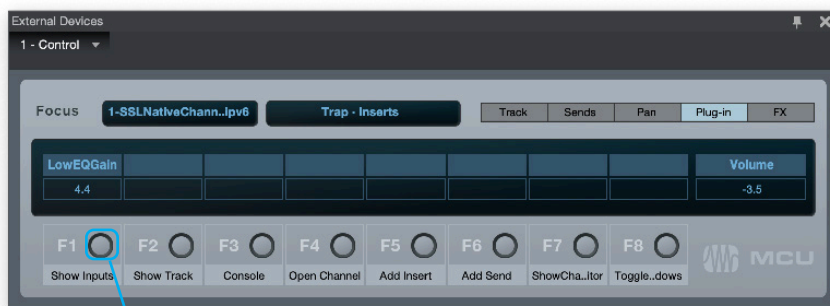 External Devices
1 - Control
Focus 1-SSLNativeChann..ipv6 Trap - Inserts Track Sends Pan Plug-in FX
LowEQGain Volume
4.4 -3.5
F1 F2 F3 F4 F5 F6 F7 F8 MCU
Show Inputs Show Track Console Open Channel Add Insert Add Send ShowCha..itor Toggle..dows